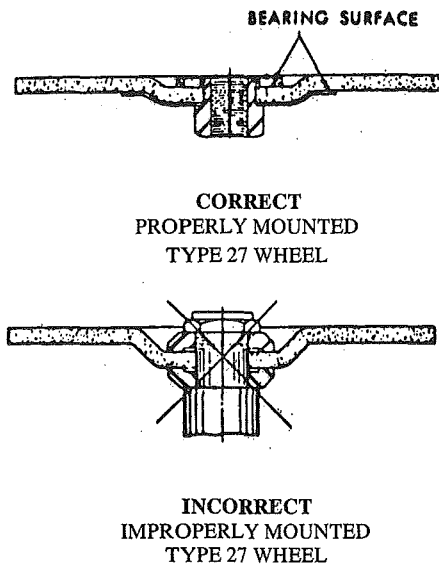 BEARING SURFACE
CORRECT
PROPERLY MOUNTED
TYPE 27 WHEEL
INCORRECT
IMPROPERLY MOUNTED
TYPE 27 WHEEL